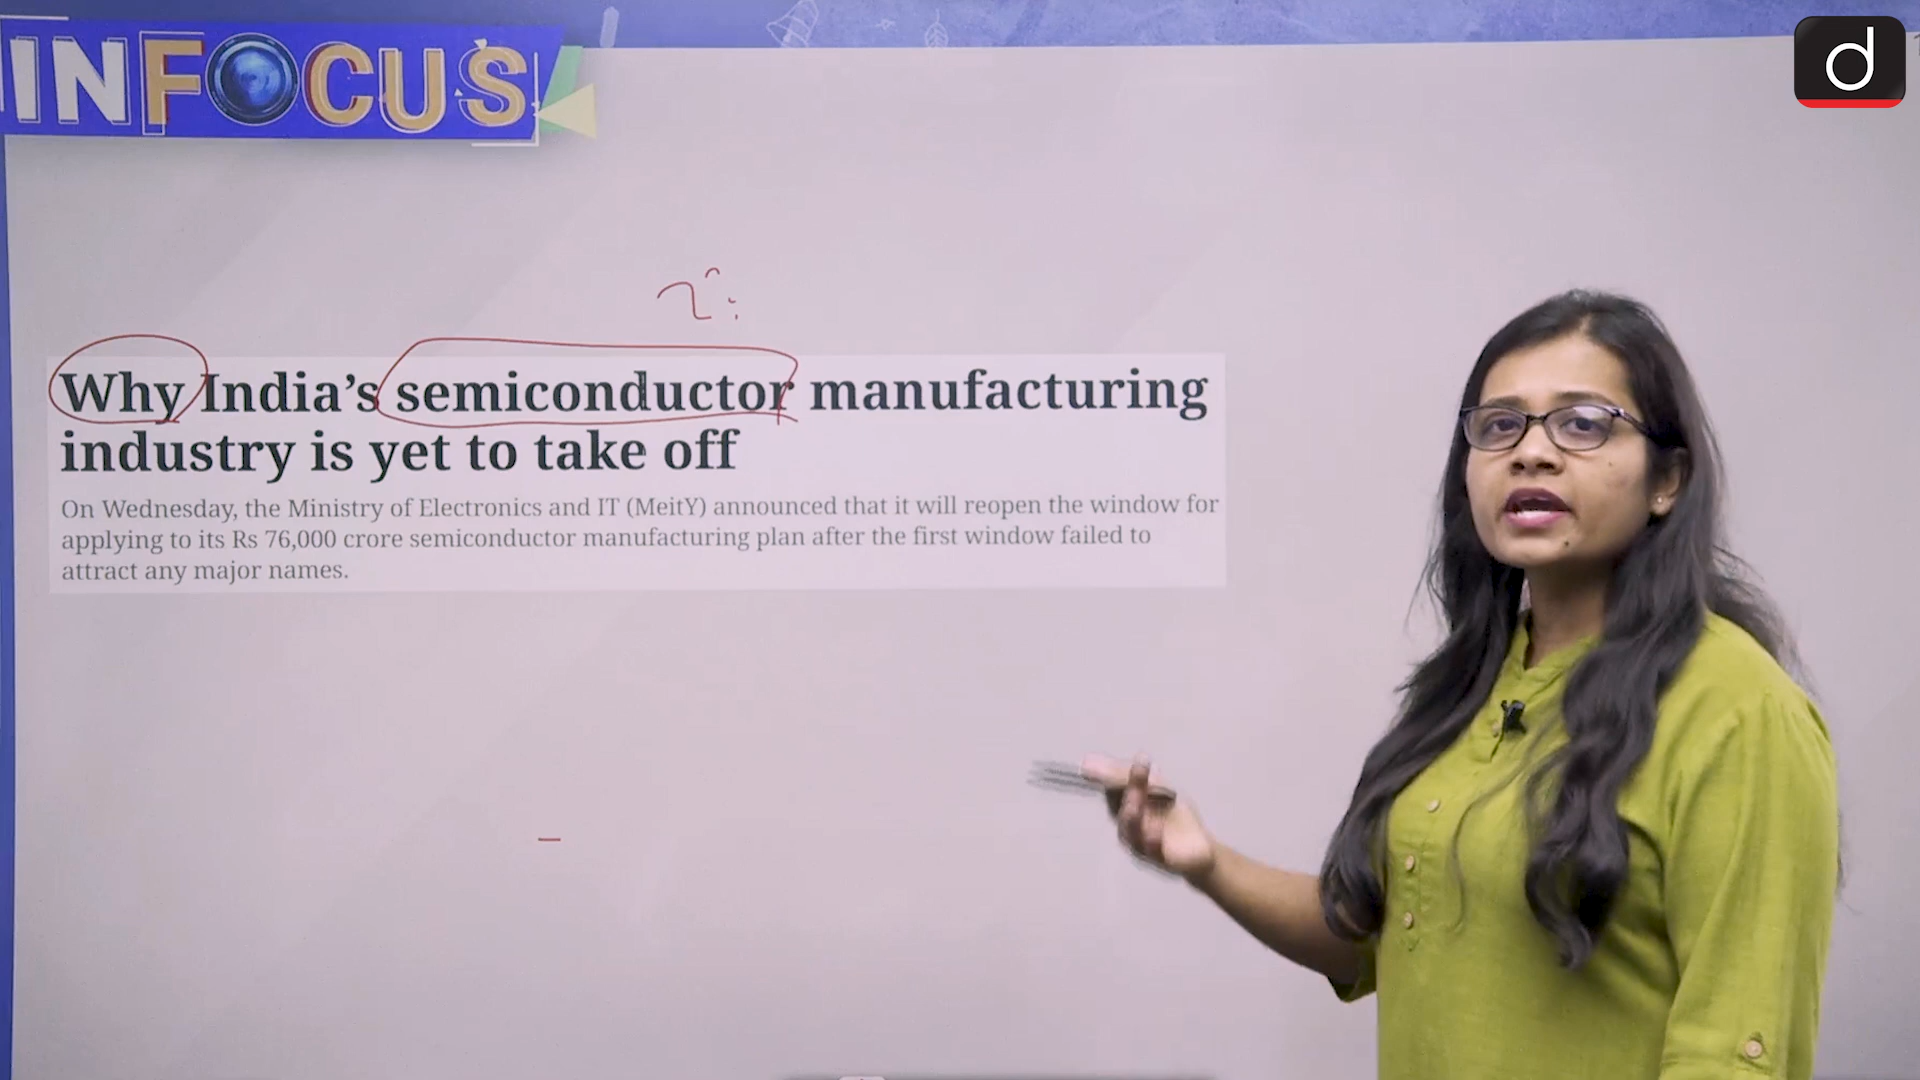 INFOCUS
d
Why India’s semiconductor manufacturing
industry is yet to take off
On Wednesday, the Ministry of Electronics and IT (MeitY) announced that it will reopen the window for
applying to its Rs 76,000 crore semiconductor manufacturing plan after the first window failed to
attract any major names.